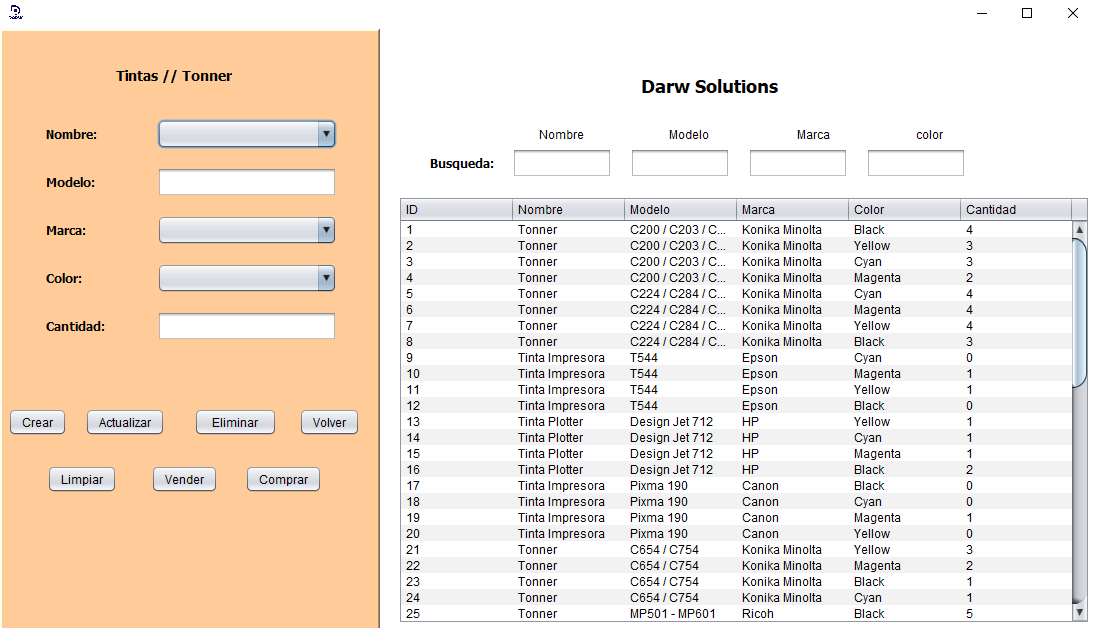 Tintas // Tonner
Nombre:
Modelo:
Marca:
Color:
Cantidad:
Crear Actualizar Eliminar Volver
Limpiar Vender Comprar
Darw Solutions
Nombre Modelo Marca color
Busqueda:
ID Nombre Modelo Marca Color Cantidad
1 Tonner C200 / C203 / C... Konika Minolta Black 4
2 Tonner C200 / C203 / C... Konika Minolta Yellow 3
3 Tonner C200 / C203 / C... Konika Minolta Cyan 3
4 Tonner C200 / C203 / C... Konika Minolta Magenta 2
5 Tonner C224 / C284 / C... Konika Minolta Cyan 4
6 Tonner C224 / C284 / C... Konika Minolta Magenta 4
7 Tonner C224 / C284 / C... Konika Minolta Yellow 4
8 Tonner C224 / C284 / C... Konika Minolta Black 3
9 Tinta Impresora T544 Epson Cyan 0
10 Tinta Impresora T544 Epson Magenta 1
11 Tinta Impresora T544 Epson Yellow 1
12 Tinta Impresora T544 Epson Black 0
13 Tinta Plotter Design Jet 712 HP Yellow 1
14 Tinta Plotter Design Jet 712 HP Cyan 1
15 Tinta Plotter Design Jet 712 HP Magenta 1
16 Tinta Plotter Design Jet 712 HP Black 2
17 Tinta Impresora Pixma 190 Canon Black 0
18 Tinta Impresora Pixma 190 Canon Cyan 0
19 Tinta Impresora Pixma 190 Canon Magenta 1
20 Tinta Impresora Pixma 190 Canon Yellow 0
21 Tonner C654 / C754 Konika Minolta Yellow 3
22 Tonner C654 / C754 Konika Minolta Magenta 2
23 Tonner C654 / C754 Konika Minolta Black 1
24 Tonner C654 / C754 Konika Minolta Cyan 1
25 Tonner MP501 - MP601 Ricoh Black 5